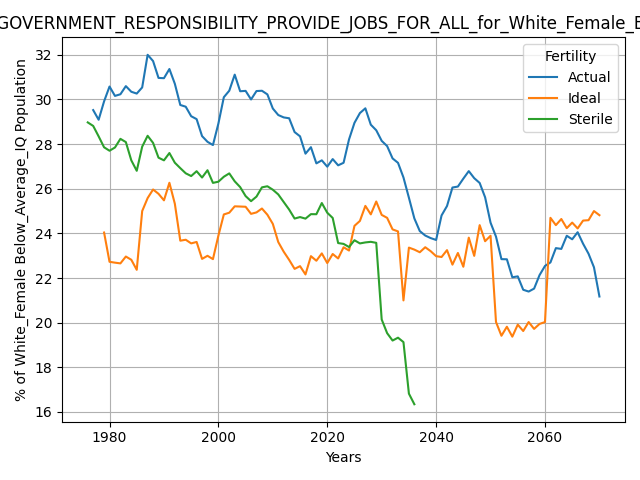 GOVERNMENT_RESPONSIBILITY_PROVIDE_JOBS_FOR_ALL_for_White_Female_B
% of White_Female Below_Average_IQ Population
32
30
28
26
24
22
20
18
16
Fertility
Actual
Ideal
Sterile
1980
2000
2020
2040
2060
Years